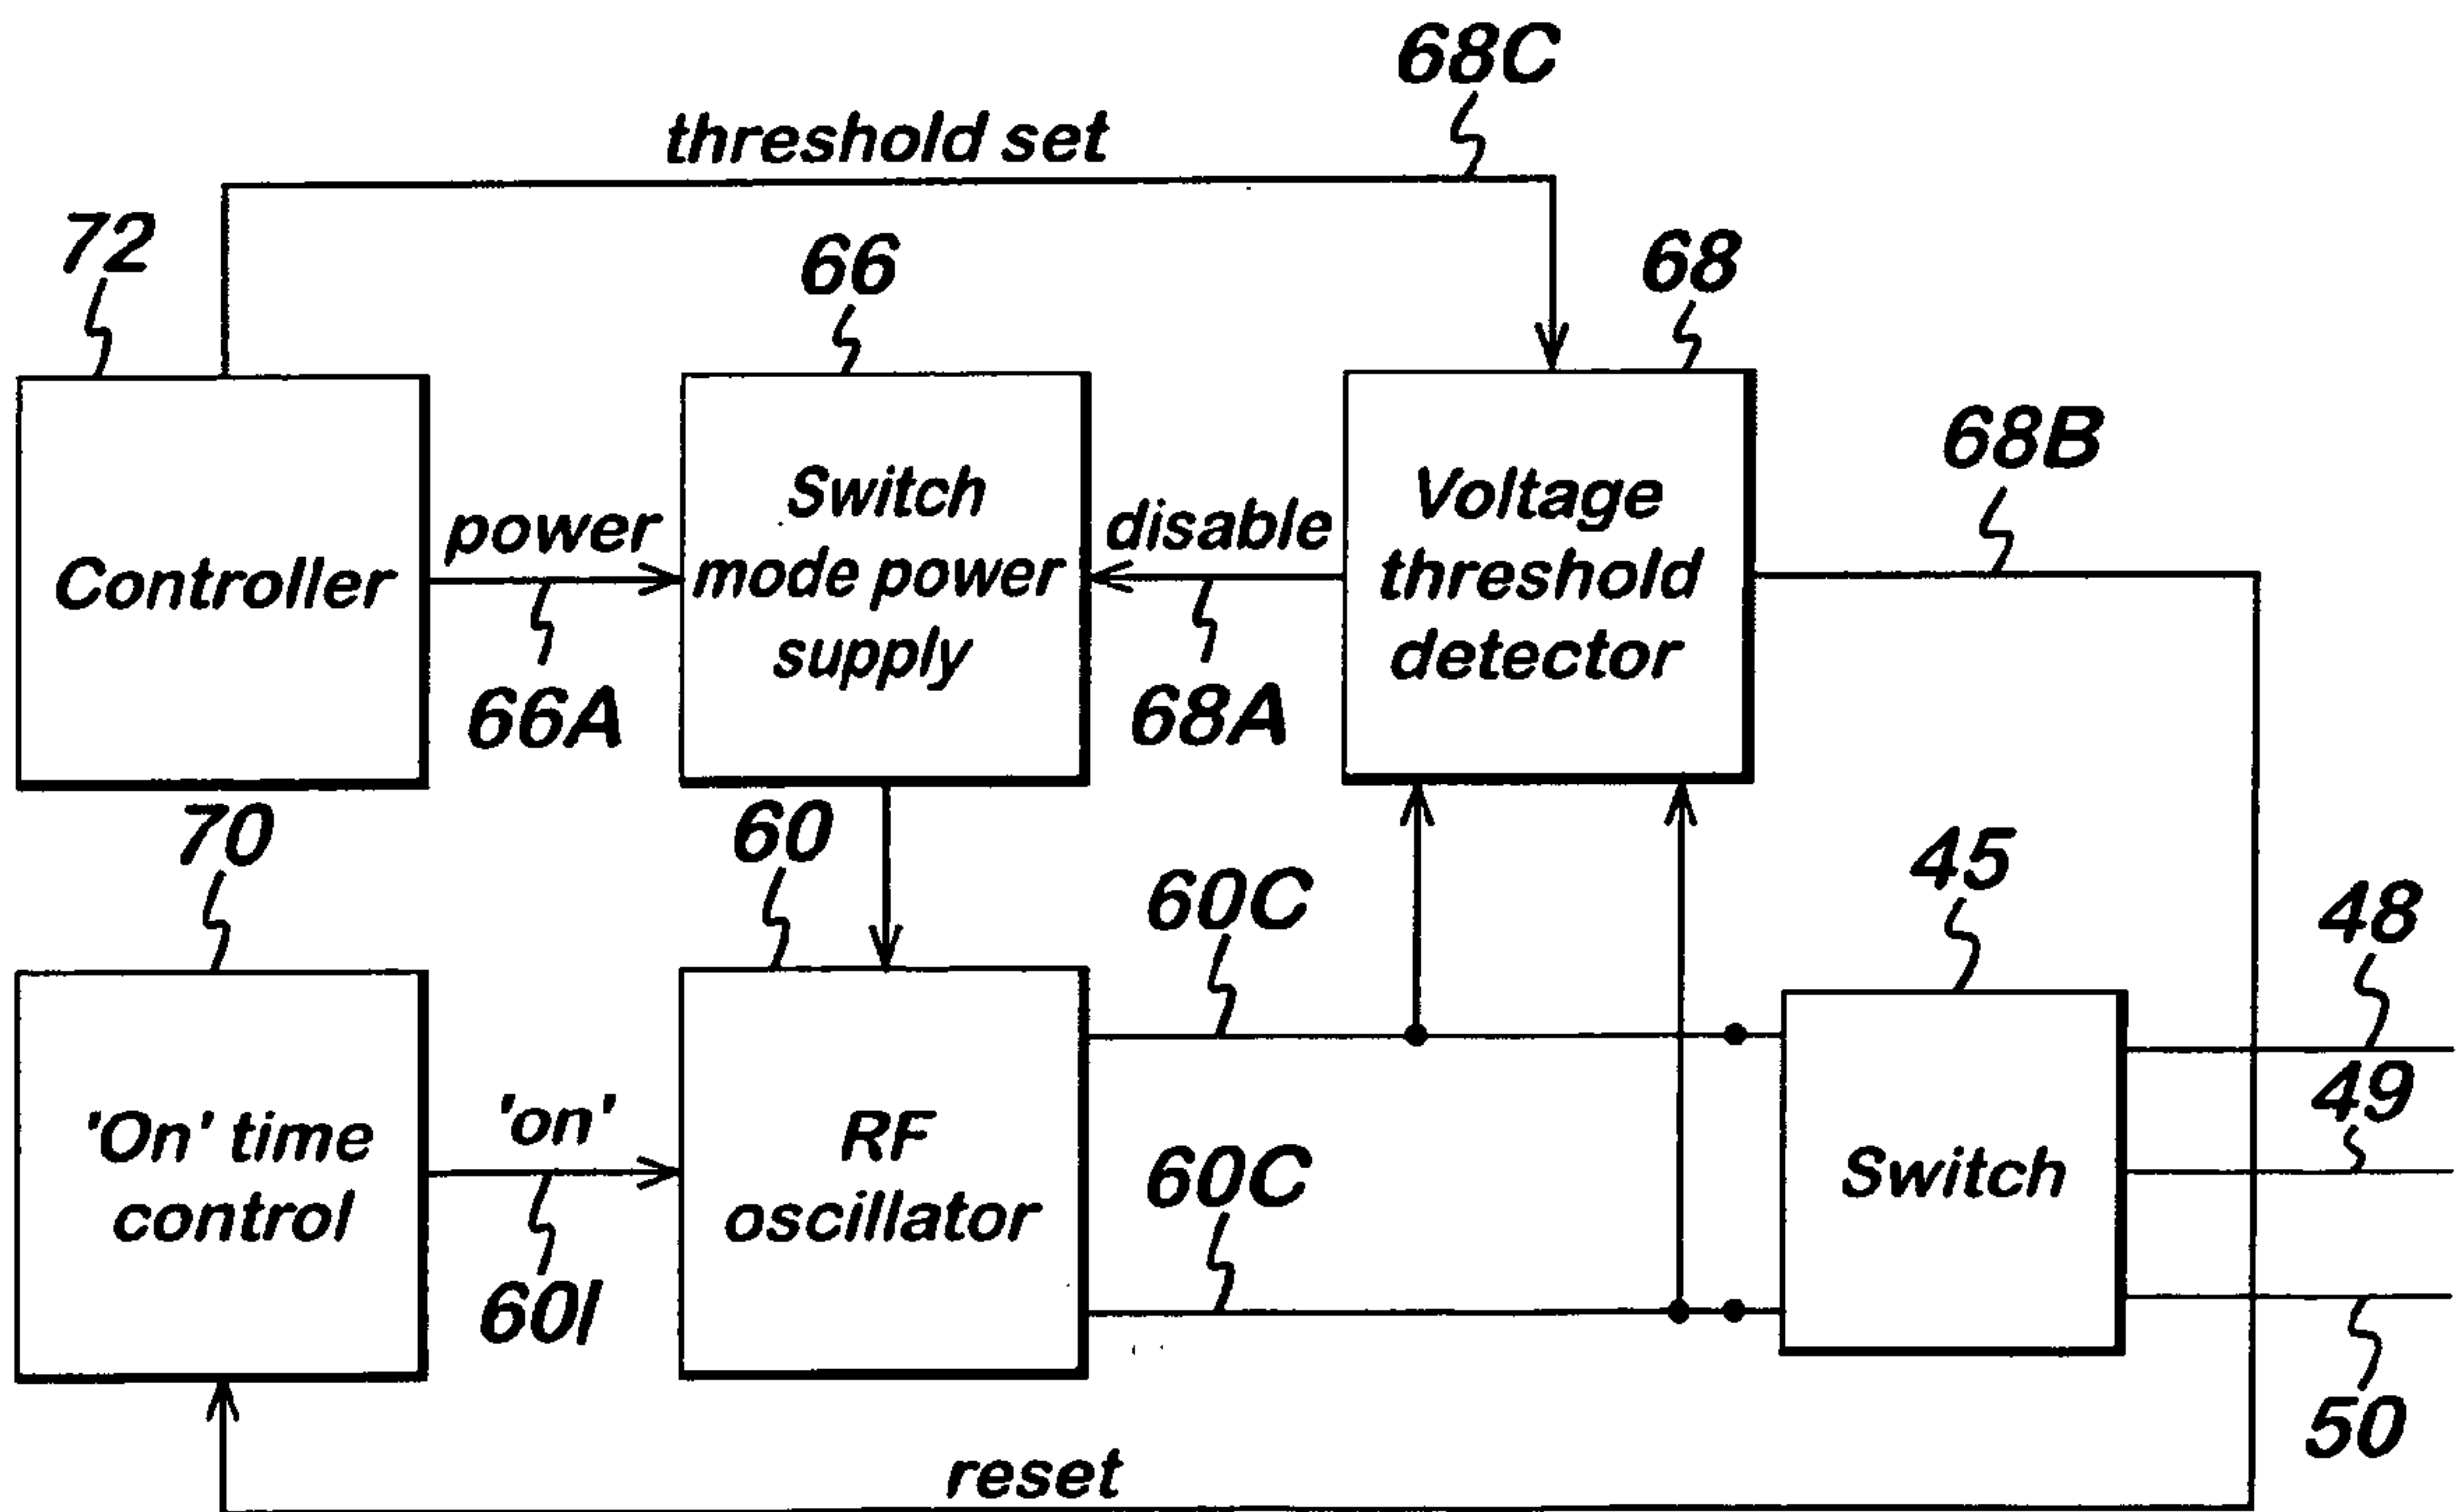 68C
threshold set
72
66
68
68B
Controller
power
66A
Switch
mode power
supply
disable
68A
Voltage
threshold
detector
70
60
60C
45
48
49
'On' time
control
'on'
60I
RF
oscillator
60C
Switch
50
reset